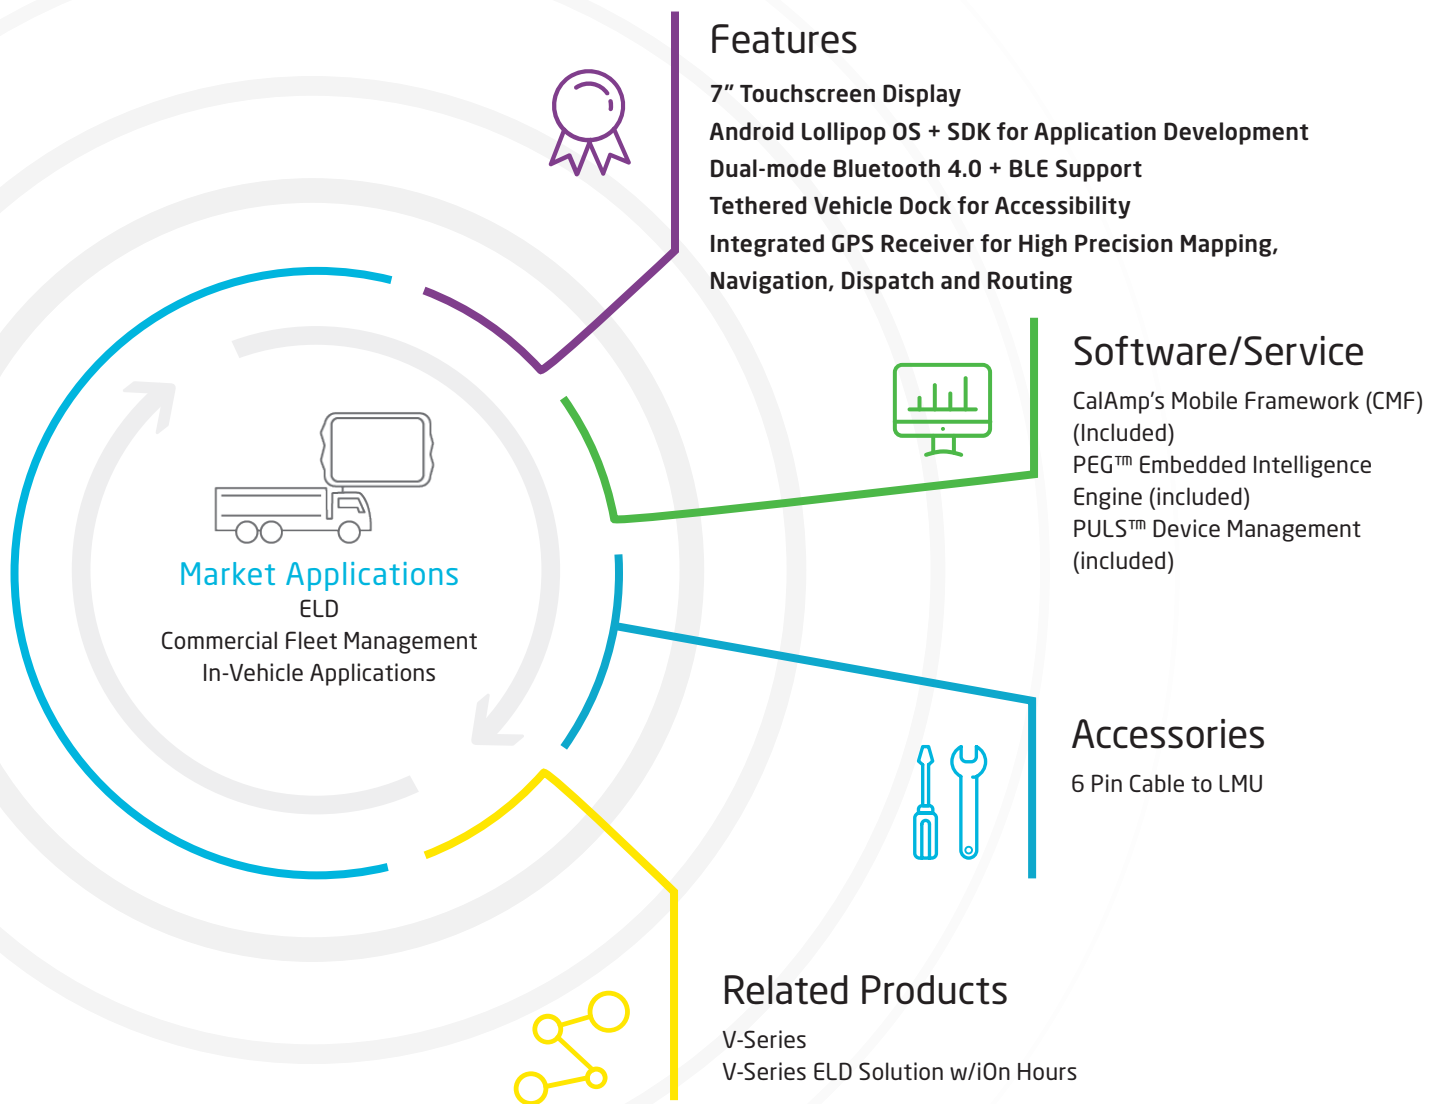 Features
7” Touchscreen Display
Android Lollipop OS + SDK for Application Development
Dual-mode Bluetooth 4.0 + BLE Support
Tethered Vehicle Dock for Accessibility
Integrated GPS Receiver for High Precision Mapping,
Navigation, Dispatch and Routing
Software/Service
CalAmp’s Mobile Framework (CMF)
(Included)
PEG™ Embedded Intelligence
Engine (included)
PULS™ Device Management
(included)
Market Applications
ELD
Commercial Fleet Management
In-Vehicle Applications
Accessories
6 Pin Cable to LMU
Related Products
V-Series
V-Series ELD Solution w/iOn Hours